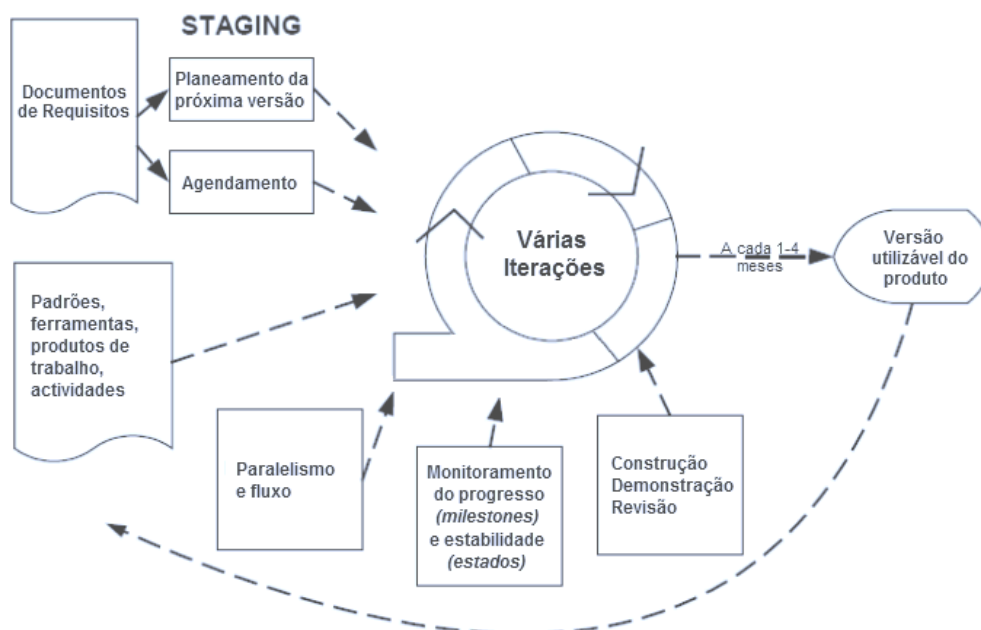 STAGING
Documentos
de Requisitos
Planeamento da
próxima versão
Agendamento
Várias
Iterações
A cada 1-4
meses
Versão
utilizável do
produto
Padrões,
ferramentas,
produtos de
trabalho,
actividades
Paralelismo
e fluxo
Monitoramento
do progresso
(milestones)
e estabilidade
(estados)
Construção
Demonstração
Revisão